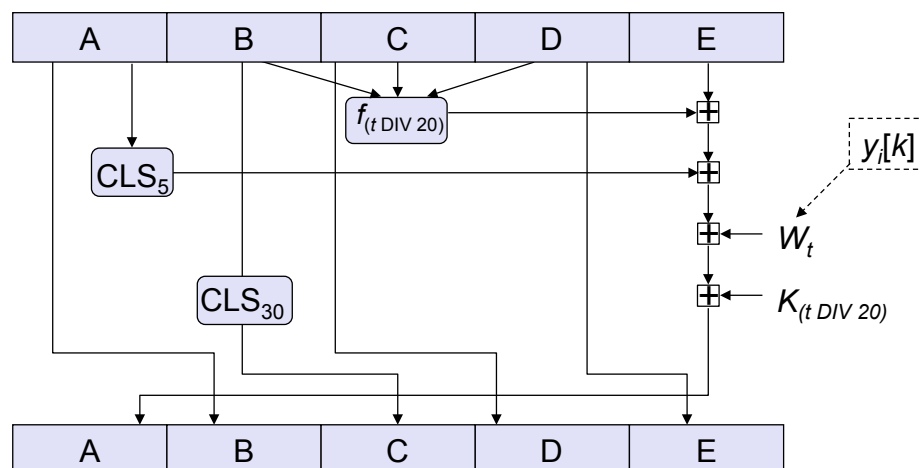 A B C D E
f(t DIV 20)
CLS5
yi[k]
Wt
CLS30
K(t DIV 20)
A B C D E